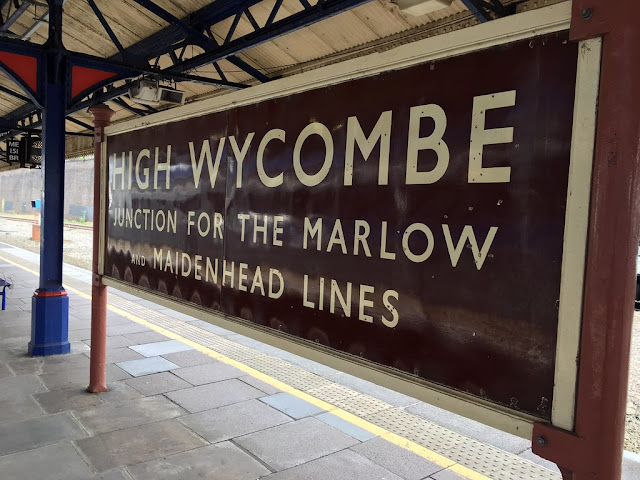 HIGH WYCOMBE
JUNCTION FOR THE MARLOW
AND MAIDENHEAD LINES